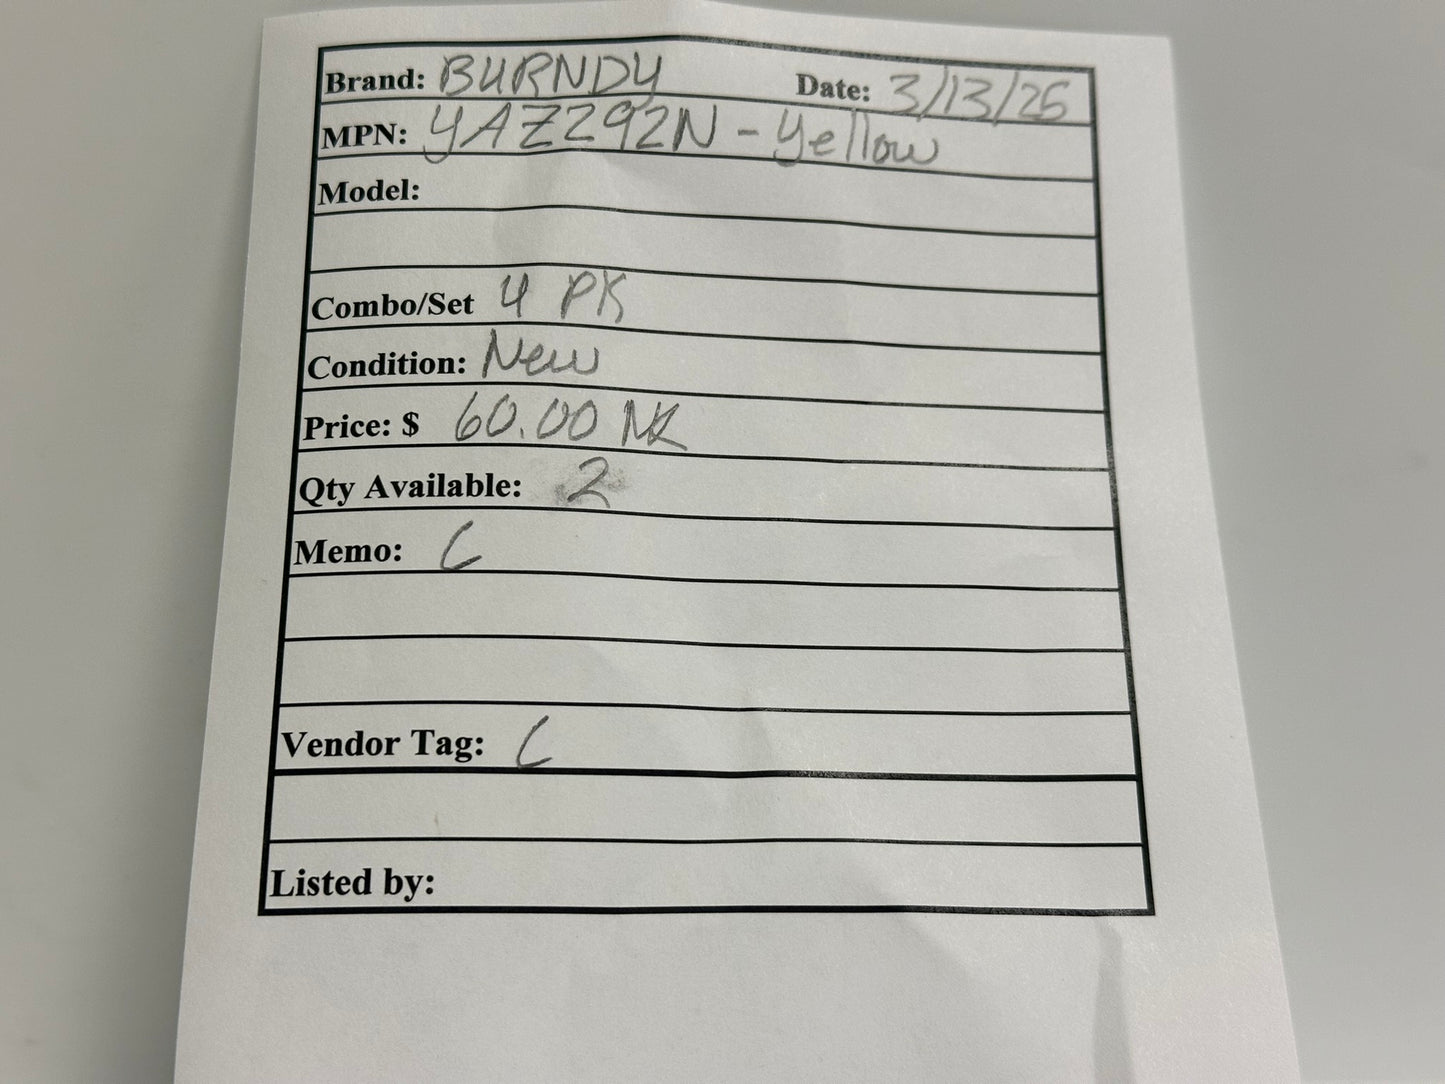 Brand: BURNDY Date: 3/13/25
MPN: YAZ292N - Yellow
Model:
Combo/Set 4 PK
Condition: New
Price: $ 60.00 NK
Qty Available: 2
Memo: C
Vendor Tag: C
Listed by: